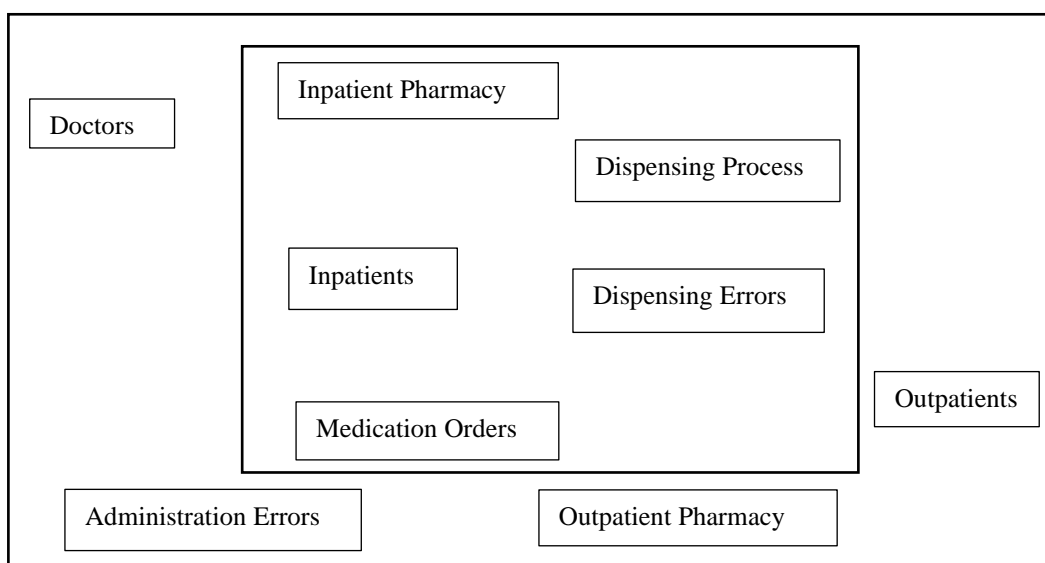 Inpatient Pharmacy
Doctors
Dispensing Process
Inpatients
Dispensing Errors
Outpatients
Medication Orders
Administration Errors
Outpatient Pharmacy